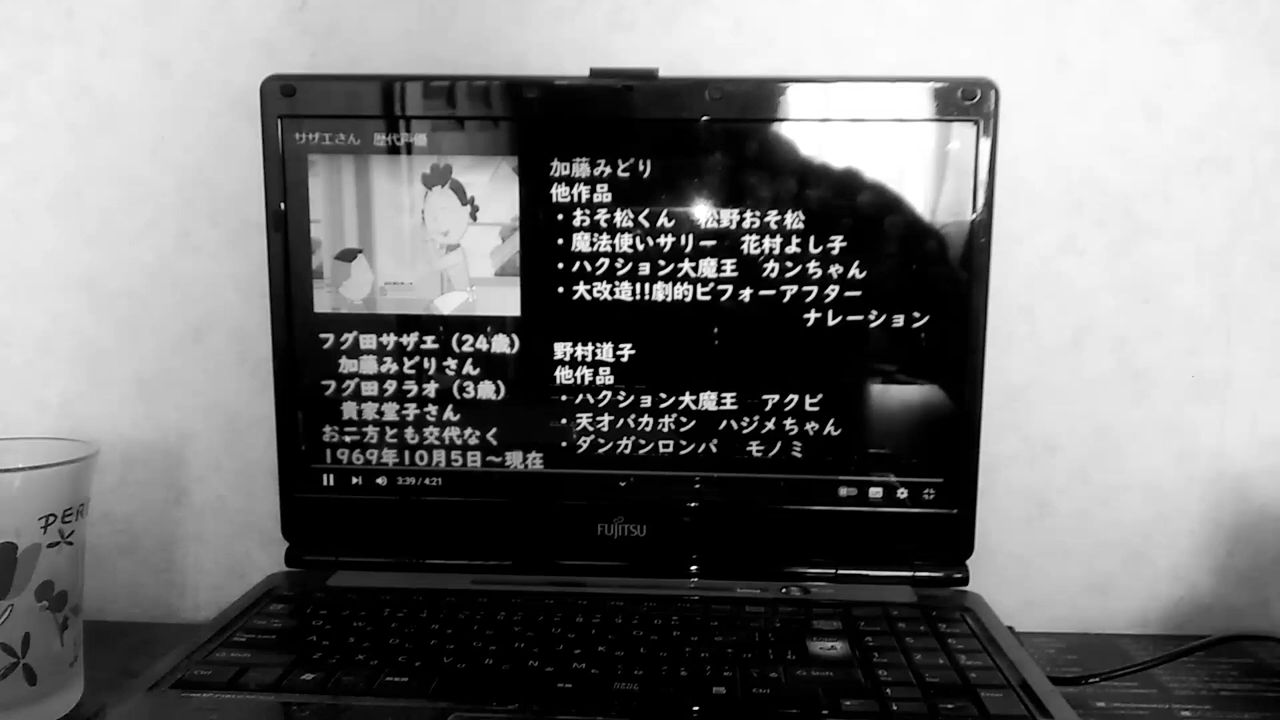 サザエさん 歴代声優
加藤みどり
他作品
・おそ松くん 松野おそ松
・魔法使いサリー 花村よし子
・ハクション大魔王 カンちゃん
・大改造!!劇的ビフォーアフター
ナレーション
野村道子
他作品
・ハクション大魔王 アクビ
・天才バカボン ハジメちゃん
・ダンガンロンパ モノミ
フグ田サザエ（24歳）
加藤みどりさん
フグ田タラオ（3歳）
貴家堂子さん
お二方とも交代なく
1969年10月5日～現在
3:39 / 4:21
FUJITSU
PER